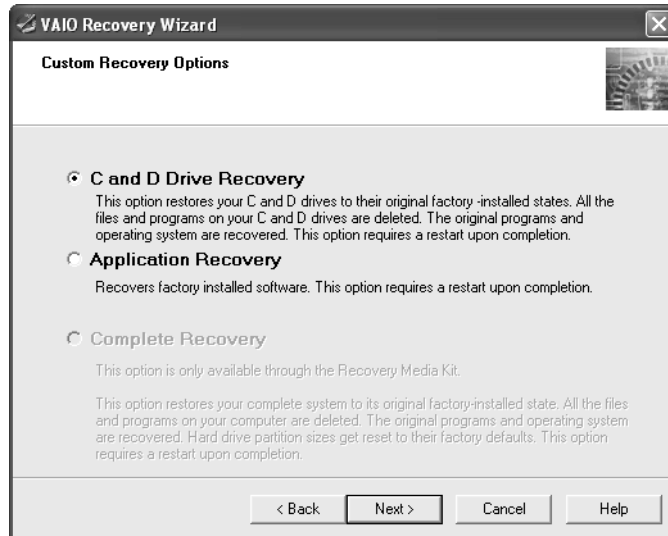 VAIO Recovery Wizard
Custom Recovery Options
C and D Drive Recovery
This option restores your C and D drives to their original factory -installed states. All the
files and programs on your C and D drives are deleted. The original programs and
operating system are recovered. This option requires a restart upon completion.
Application Recovery
Recovers factory installed software. This option requires a restart upon completion.
Complete Recovery
This option is only available through the Recovery Media Kit.
This option restores your complete system to its original factory-installed state. All the files
and programs on your computer are deleted. The original programs and operating system
are recovered. Hard drive partition sizes get reset to their factory defaults. This option
requires a restart upon completion.
< Back Next > Cancel Help